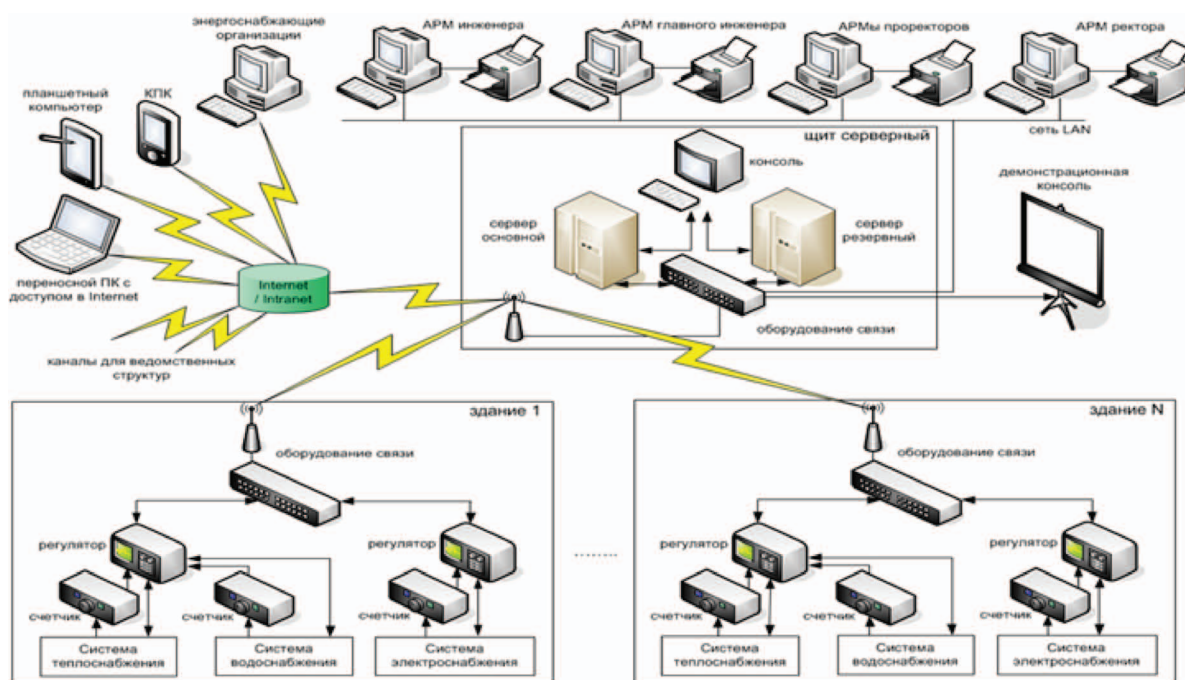 энергоснабжающие
организации
АРМ инженера
АРМ главного инженера
АРМы проректоров
АРМ ректора
планшетный
компьютер
КПК
сеть LAN
щит серверный
консоль
демонстрационная
консоль
сервер
основной
сервер
резервный
переносной ПК с
доступом в Internet
Internet
/ Intranet
оборудование связи
каналы для ведомственных
структур
здание 1
оборудование связи
регулятор
регулятор
счетчик
счетчик
счетчик
Система
теплоснабжения
Система
водоснабжения
Система
электроснабжения
........
здание N
оборудование связи
регулятор
регулятор
счетчик
счетчик
счетчик
Система
теплоснабжения
Система
водоснабжения
Система
электроснабжения